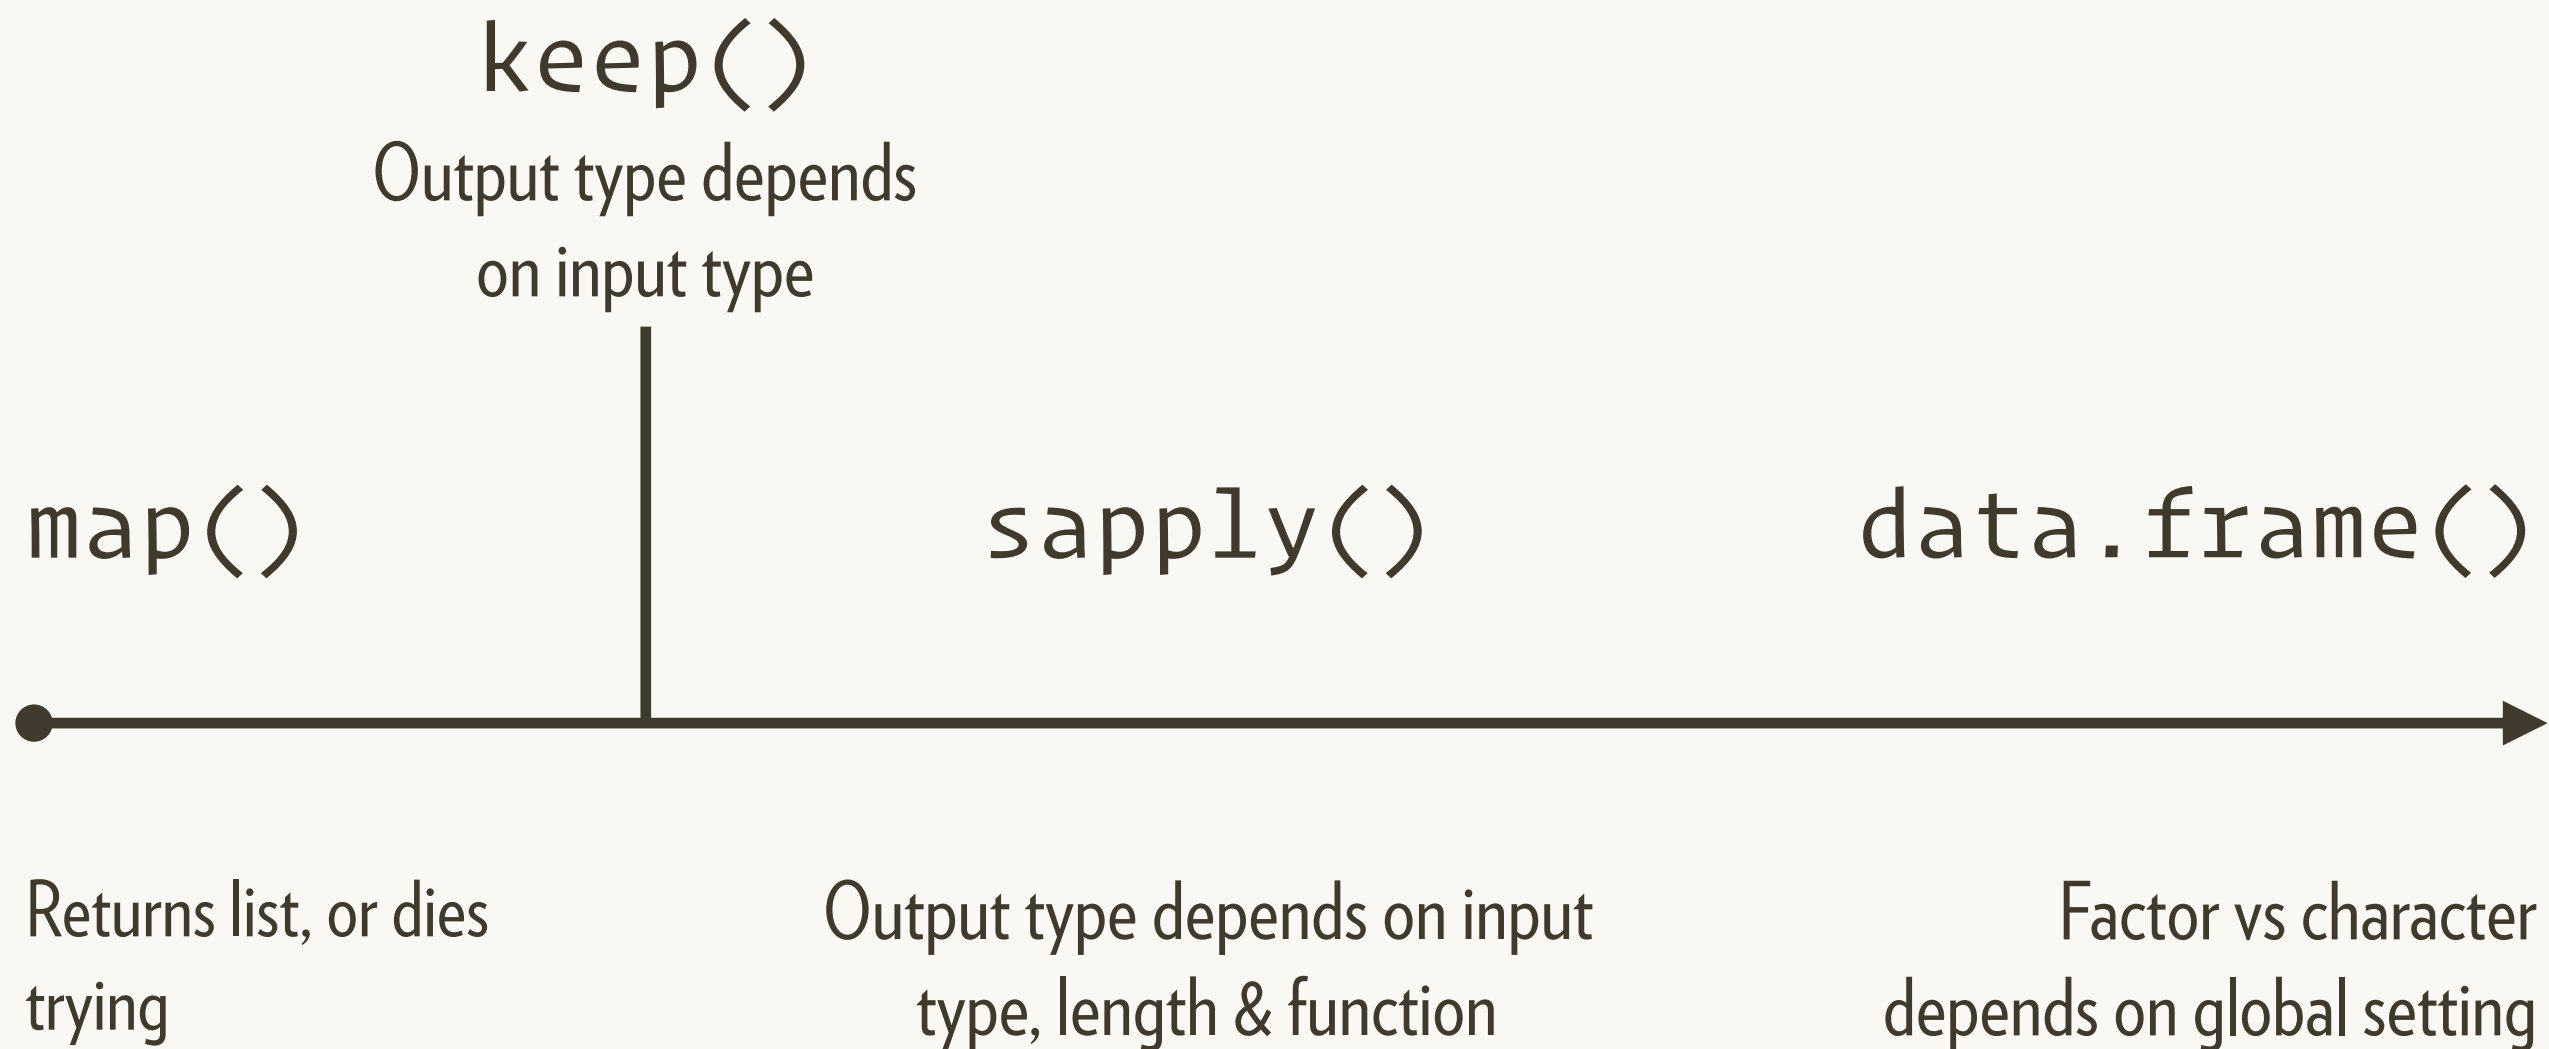 keep()
Output type depends
on input type
map()
sapply()
data.frame()
Returns list, or dies
trying
Output type depends on input
type, length & function
Factor vs character
depends on global setting